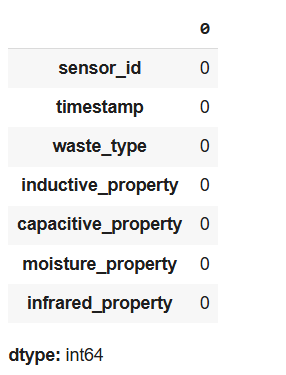 0
sensor_id 0
timestamp 0
waste_type 0
inductive_property 0
capacitive_property 0
moisture_property 0
infrared_property 0
dtype: int64